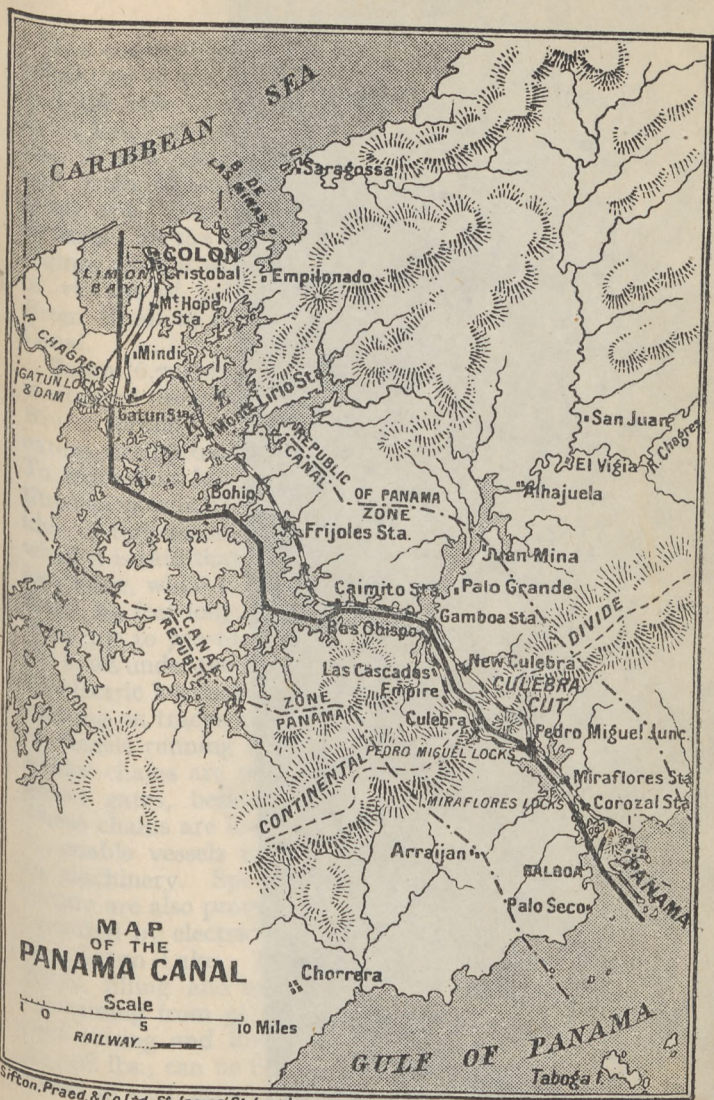 CARIBBEAN SEA
B. DE
LAS MINAS
Saragossa
COLON
Cristobal
LIMON
BAY
Empilonado
Mt Hope
Sta
R. CHAGRES
Mindi
GATUN LOCKS
& DAM
Gatun Sta.
LAKE
Monte Lirio Sta.
San Juan
R. Chagres
El Vigia
REPUBLIC
CANAL
OF PANAMA
ZONE
Alhajuela
Bohio
Frijoles Sta.
Juan Mina
Caimito Sta.
Palo Grande
Gamboa Sta.
DIVIDE
Bas Obispo
CANAL
REPUBLIC
New Culebra
Las Cascadas
CULEBRA
CUT
Empire
ZONE
PANAMA
Culebra
Pedro Miguel Junc.
PEDRO MIGUEL LOCKS
CONTINENTAL
Miraflores Sta
MIRAFLORES LOCKS
Corozal Sta.
Arraijan
BALBOA
PANAMA
Palo Seco
MAP
OF THE
PANAMA CANAL
Chorrera
Scale
1 0 5 10 Miles
RAILWAY
GULF OF PANAMA
Taboga I.
Sifton, Praed & Co Ltd.